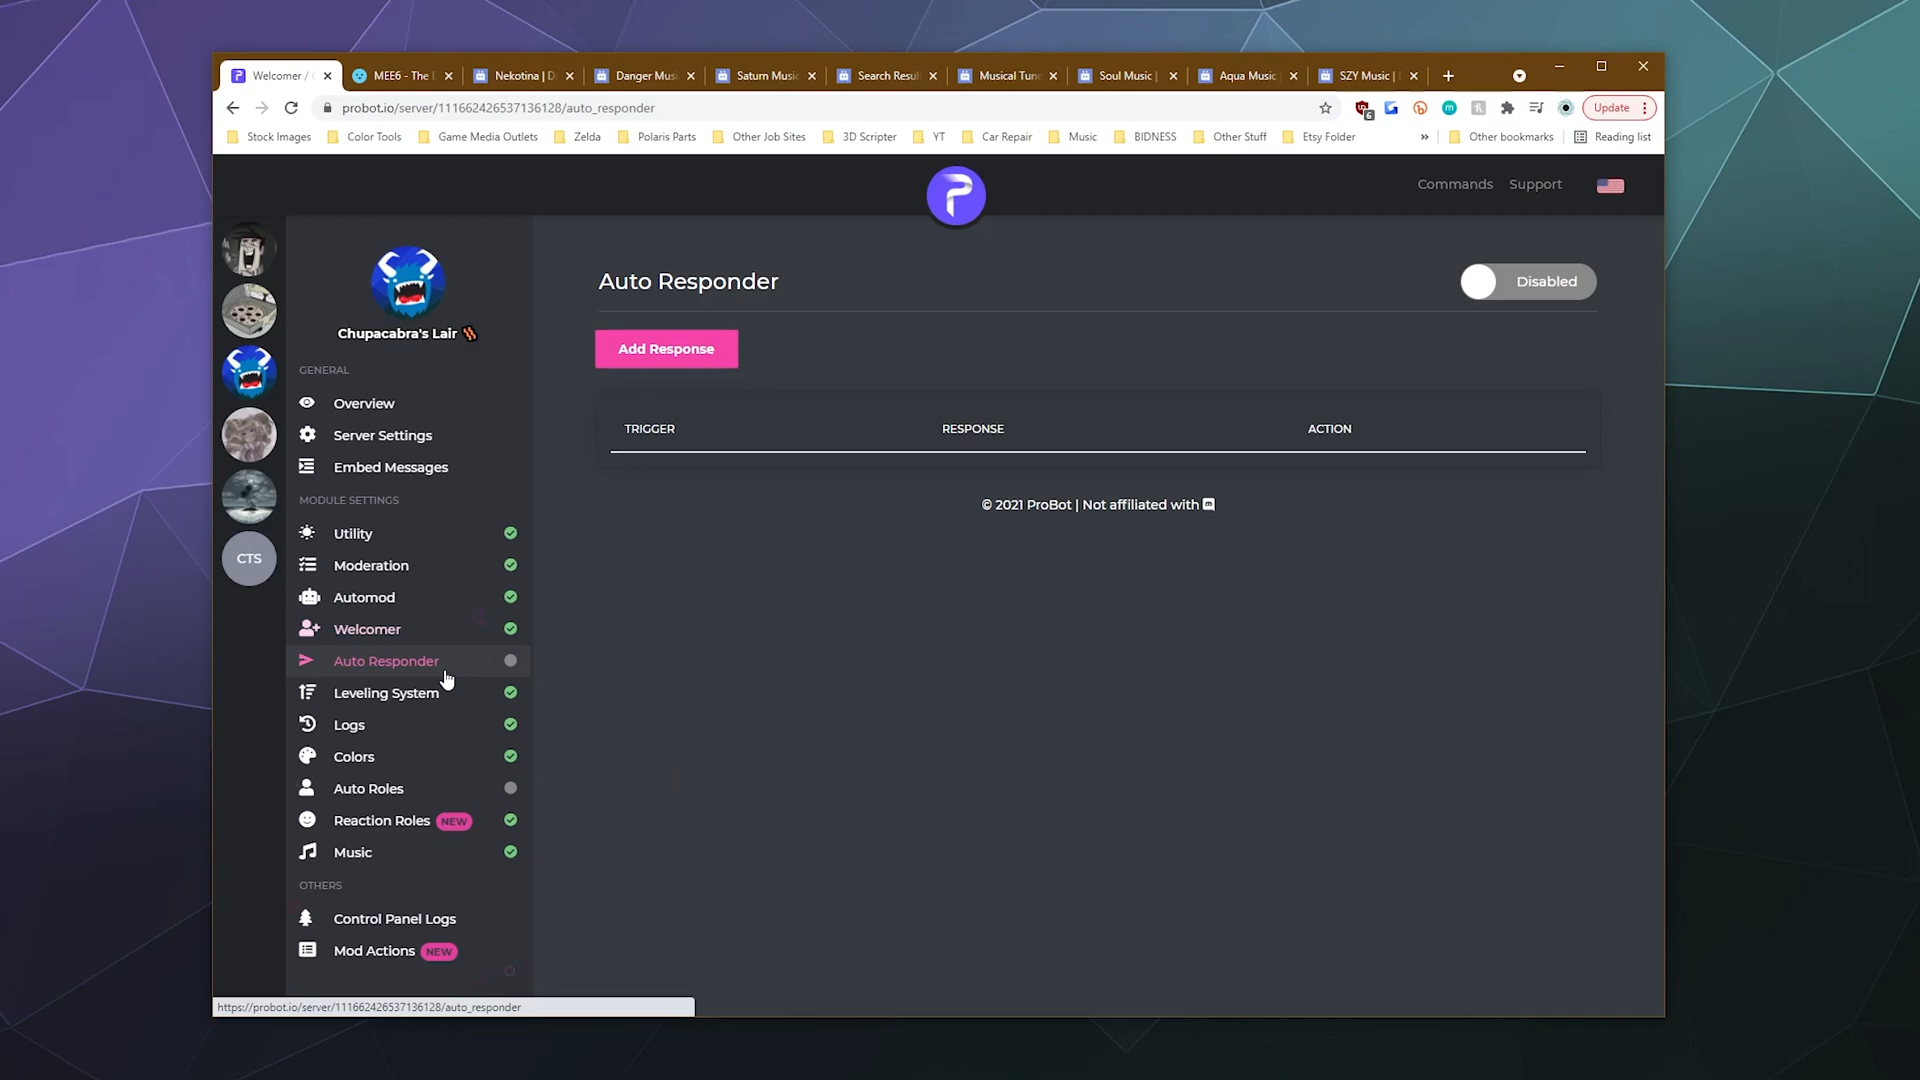 Welcomer /
MEE6 - The
Nekotina | D
Danger Mus
Saturn Music
Search Resul
Musical Tun
Soul Music |
Aqua Music
SZY Music |
probot.io/server/111662426537136128/auto_responder
6
Update
Stock Images
Color Tools
Game Media Outlets
Zelda
Polaris Parts
Other Job Sites
3D Scripter
YT
Car Repair
Music
BIDNESS
Other Stuff
Etsy Folder
»
Other bookmarks
Reading list
Commands
Support
Chupacabra's Lair
GENERAL
Overview
Server Settings
Embed Messages
MODULE SETTINGS
Utility
Moderation
Automod
Welcomer
Auto Responder
Leveling System
Logs
Colors
Auto Roles
Reaction Roles NEW
Music
OTHERS
Control Panel Logs
Mod Actions NEW
CTS
Auto Responder
Disabled
Add Response
TRIGGER
RESPONSE
ACTION
© 2021 ProBot | Not affiliated with
https://probot.io/server/111662426537136128/auto_responder